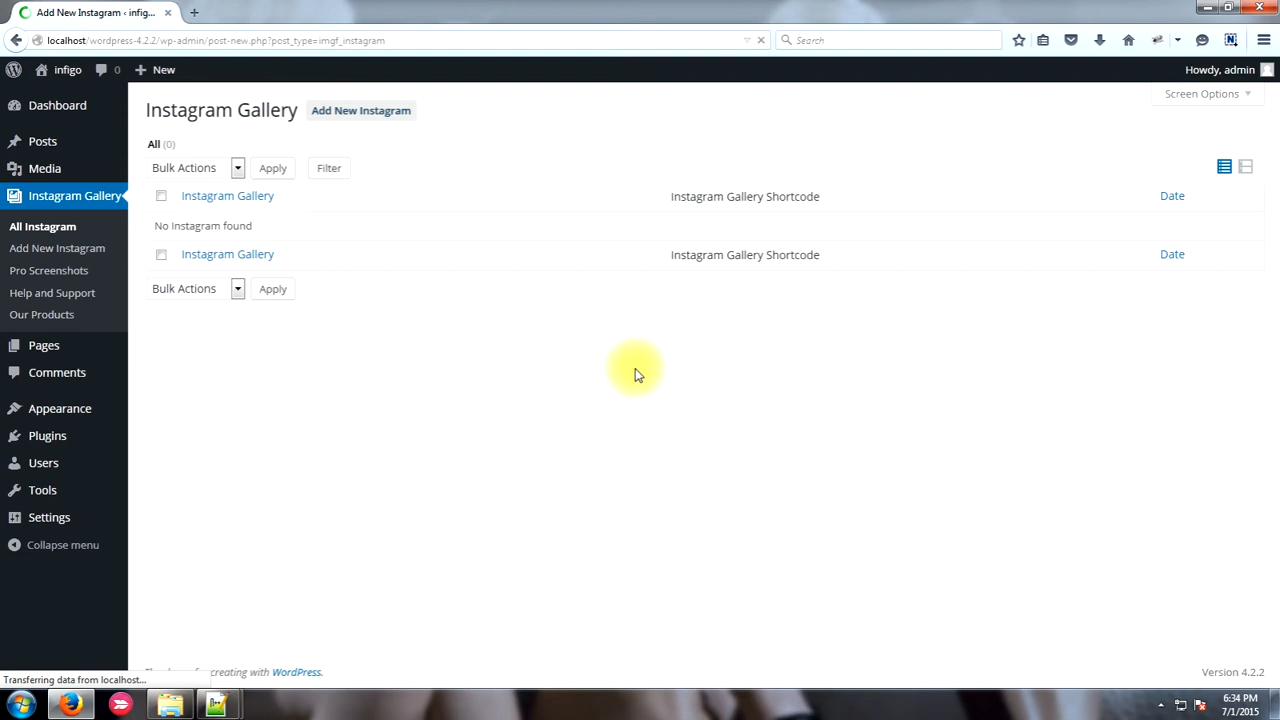 Add New Instagram ‹ infig...
localhost/wordpress-4.2.2/wp-admin/post-new.php?post_type=imgf_instagram
Search
infigo
0
New
Howdy, admin
Dashboard
Posts
Media
Instagram Gallery
All Instagram
Add New Instagram
Pro Screenshots
Help and Support
Our Products
Pages
Comments
Appearance
Plugins
Users
Tools
Settings
Collapse menu
Screen Options
Instagram Gallery Add New Instagram
All (0)
Bulk Actions Apply Filter
Instagram Gallery Instagram Gallery Shortcode Date
No Instagram found
Instagram Gallery Instagram Gallery Shortcode Date
Bulk Actions Apply
creating with WordPress.
Version 4.2.2
Transferring data from localhost...
6:34 PM
7/1/2015